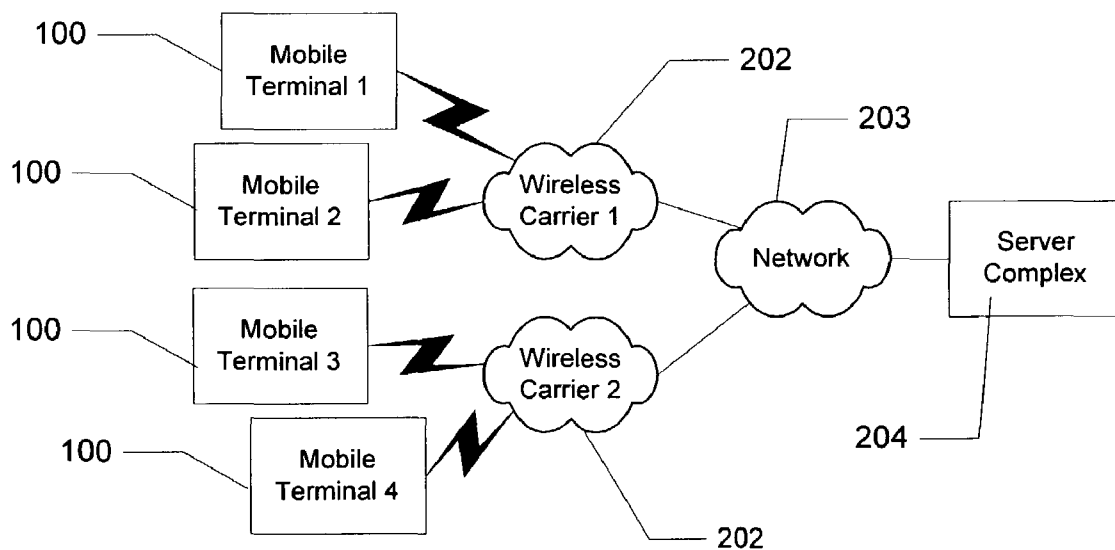 100
Mobile
Terminal 1
202
203
100
Mobile
Terminal 2
Wireless
Carrier 1
Network
Server
Complex
100
Mobile
Terminal 3
Wireless
Carrier 2
204
100
Mobile
Terminal 4
202